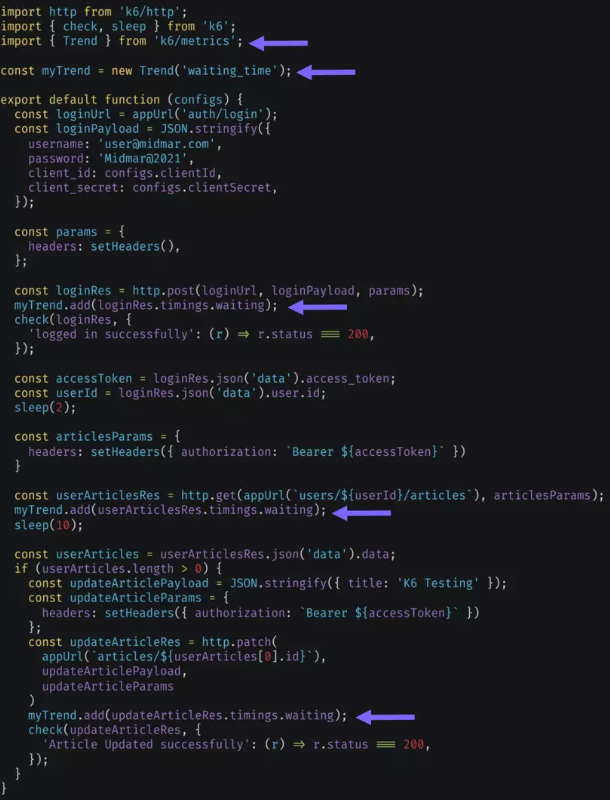 import http from 'k6/http';
import { check, sleep } from 'k6';
import { Trend } from 'k6/metrics';
const myTrend = new Trend('waiting_time');
export default function (configs) {
const loginUrl = appUrl('auth/login');
const loginPayload = JSON.stringify({
username: 'user@midmar.com',
password: 'Midmar@2021',
client_id: configs.clientId,
client_secret: configs.clientSecret,
});
const params = {
headers: setHeaders(),
};
const loginRes = http.post(loginUrl, loginPayload, params);
myTrend.add(loginRes.timings.waiting);
check(loginRes, {
'logged in successfully': (r) => r.status === 200,
});
const accessToken = loginRes.json('data').access_token;
const userId = loginRes.json('data').user.id;
sleep(2);
const articlesParams = {
headers: setHeaders({ authorization: `Bearer ${accessToken}` })
}
const userArticlesRes = http.get(appUrl(`users/${userId}/articles`), articlesParams);
myTrend.add(userArticlesRes.timings.waiting);
sleep(10);
const userArticles = userArticlesRes.json('data').data;
if (userArticles.length > 0) {
const updateArticlePayload = JSON.stringify({ title: 'K6 Testing' });
const updateArticleParams = {
headers: setHeaders({ authorization: `Bearer ${accessToken}` })
};
const updateArticleRes = http.patch(
appUrl(`articles/${userArticles[0].id}`),
updateArticlePayload,
updateArticleParams
)
myTrend.add(updateArticleRes.timings.waiting);
check(updateArticleRes, {
'Article Updated successfully': (r) => r.status === 200,
});
}
}